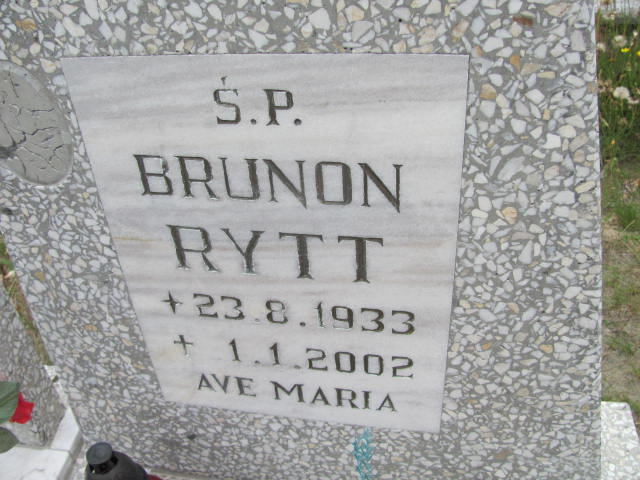 Ś.P.
BRUNON
RYTT
+23.8.1933
+ 1.1.2002
AVE MARIA